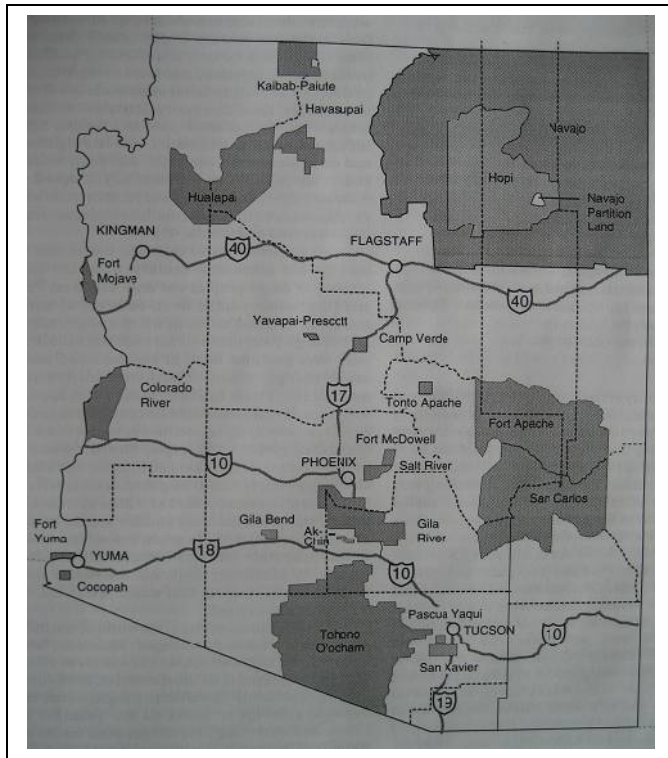 Kaibab-Paiute
Havasupai
Navajo
Hualapai
Hopi
Navajo
Partition
Land
KINGMAN
FLAGSTAFF
40
Fort
Mojave
40
Yavapai-Prescctt
Camp Verde
Colorado
River
17
Tonto Apache
Fort Apache
Fort McDowell
10
PHOENIX
Salt River
San Carlos
Gila Bend
Ak-
Chin
Gila
River
Fort
Yuma
YUMA
18
10
Cocopah
Pascua Yaqui
TUCSON
10
Tohono
O'ocham
San Xavier
19